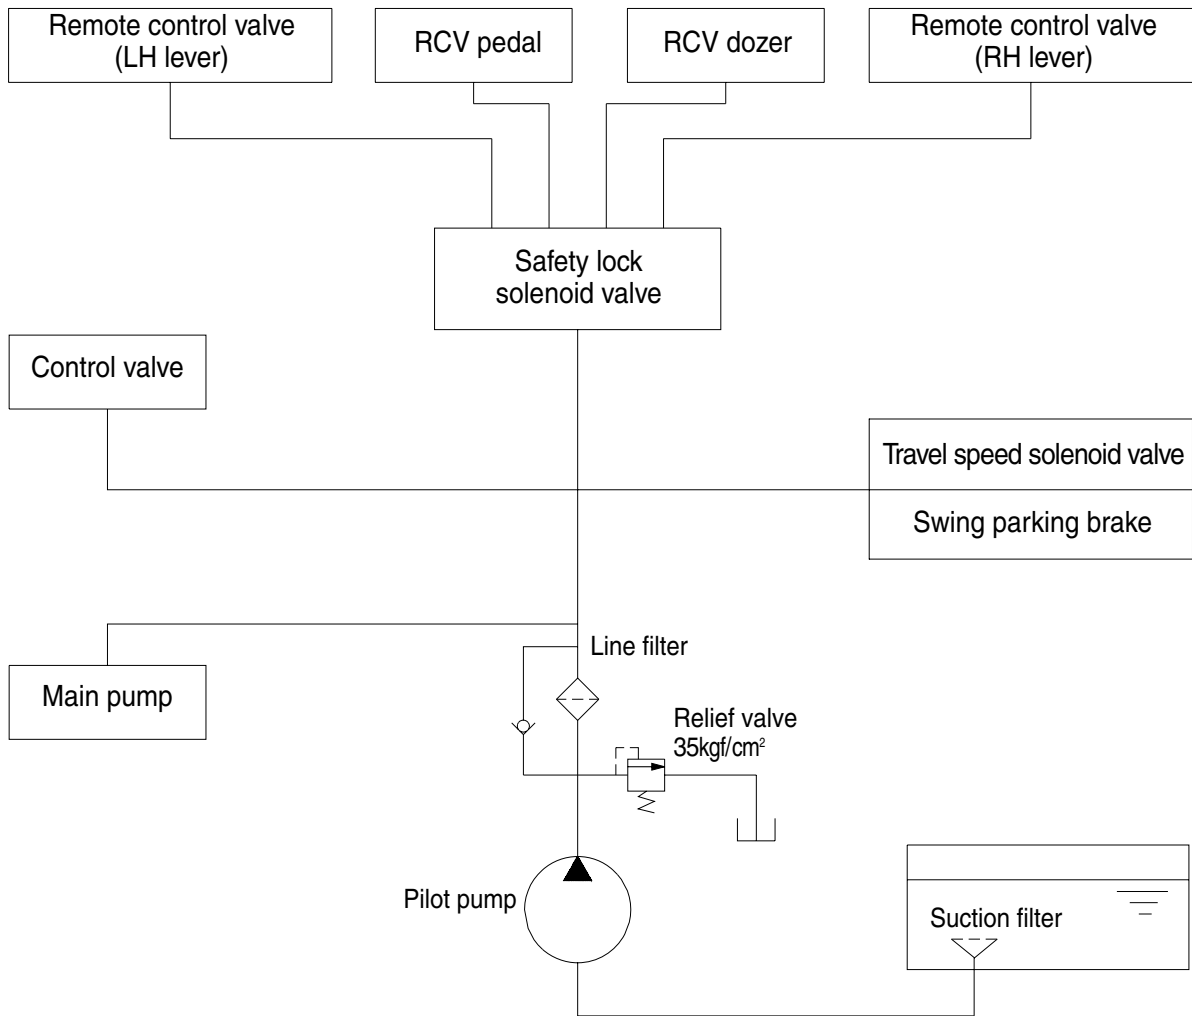 Remote control valve
(LH lever)
RCV pedal
RCV dozer
Remote control valve
(RH lever)
Safety lock
solenoid valve
Control valve
Travel speed solenoid valve
Swing parking brake
Line filter
Main pump
Relief valve
35kgf/cm²
Pilot pump
Suction filter